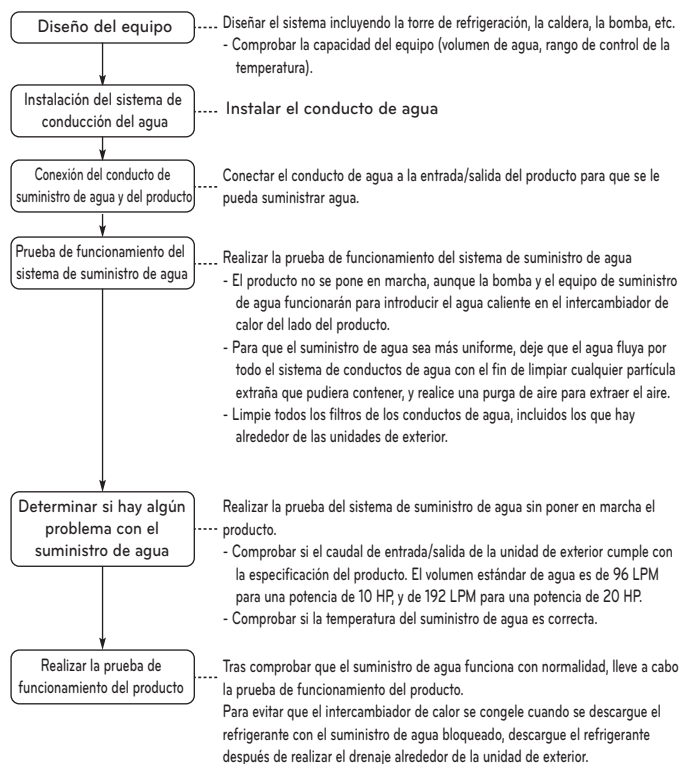 Diseño del equipo
Diseñar el sistema incluyendo la torre de refrigeración, la caldera, la bomba, etc.
- Comprobar la capacidad del equipo (volumen de agua, rango de control de la
temperatura).
Instalación del sistema de
conducción del agua
Instalar el conducto de agua
Conexión del conducto de
suministro de agua y del producto
Conectar el conducto de agua a la entrada/salida del producto para que se le
pueda suministrar agua.
Prueba de funcionamiento del
sistema de suministro de agua
Realizar la prueba de funcionamiento del sistema de suministro de agua
- El producto no se pone en marcha, aunque la bomba y el equipo de suministro
de agua funcionarán para introducir el agua caliente en el intercambiador de
calor del lado del producto.
- Para que el suministro de agua sea más uniforme, deje que el agua fluya por
todo el sistema de conductos de agua con el fin de limpiar cualquier partícula
extraña que pudiera contener, y realice una purga de aire para extraer el aire.
- Limpie todos los filtros de los conductos de agua, incluidos los que hay
alrededor de las unidades de exterior.
Determinar si hay algún
problema con el
suministro de agua
Realizar la prueba del sistema de suministro de agua sin poner en marcha el
producto.
- Comprobar si el caudal de entrada/salida de la unidad de exterior cumple con
la especificación del producto. El volumen estándar de agua es de 96 LPM
para una potencia de 10 HP, y de 192 LPM para una potencia de 20 HP.
- Comprobar si la temperatura del suministro de agua es correcta.
Realizar la prueba de
funcionamiento del producto
Tras comprobar que el suministro de agua funciona con normalidad, lleve a cabo
la prueba de funcionamiento del producto.
Para evitar que el intercambiador de calor se congele cuando se descargue el
refrigerante con el suministro de agua bloqueado, descargue el refrigerante
después de realizar el drenaje alrededor de la unidad de exterior.